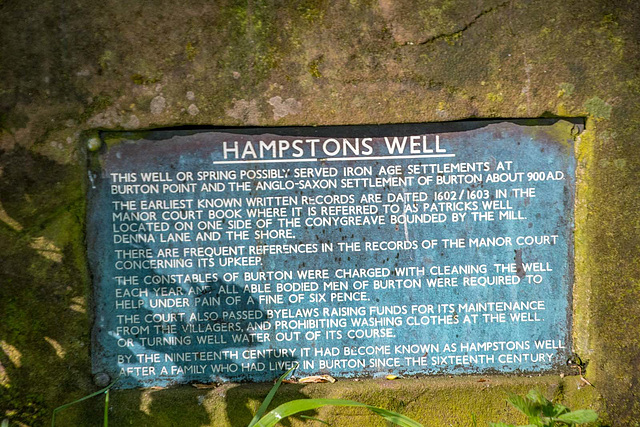 HAMPSTONS WELL
THIS WELL OR SPRING POSSIBLY SERVED IRON AGE SETTLEMENTS AT
BURTON POINT AND THE ANGLO-SAXON SETTLEMENT OF BURTON ABOUT 900 AD.
THE EARLIEST KNOWN WRITTEN RECORDS ARE DATED 1602/1603 IN THE
MANOR COURT BOOK WHERE IT IS REFERRED TO AS PATRICKS WELL
LOCATED ON ONE SIDE OF THE CONYGREAVE BOUNDED BY THE MILL.
DENNA LANE AND THE SHORE.
THERE ARE FREQUENT REFERENCES IN THE RECORDS OF THE MANOR COURT
CONCERNING ITS UPKEEP.
THE CONSTABLES OF BURTON WERE CHARGED WITH CLEANING THE WELL
EACH YEAR AND ALL ABLE BODIED MEN OF BURTON WERE REQUIRED TO
HELP UNDER PAIN OF A FINE OF SIX PENCE.
THE COURT ALSO PASSED BYELAWS RAISING FUNDS FOR ITS MAINTENANCE
FROM THE VILLAGERS, AND PROHIBITING WASHING CLOTHES AT THE WELL.
OR TURNING WELL WATER OUT OF ITS COURSE.
BY THE NINETEENTH CENTURY IT HAD BECOME KNOWN AS HAMPSTONS WELL
AFTER A FAMILY WHO HAD LIVED IN BURTON SINCE THE SIXTEENTH CENTURY.